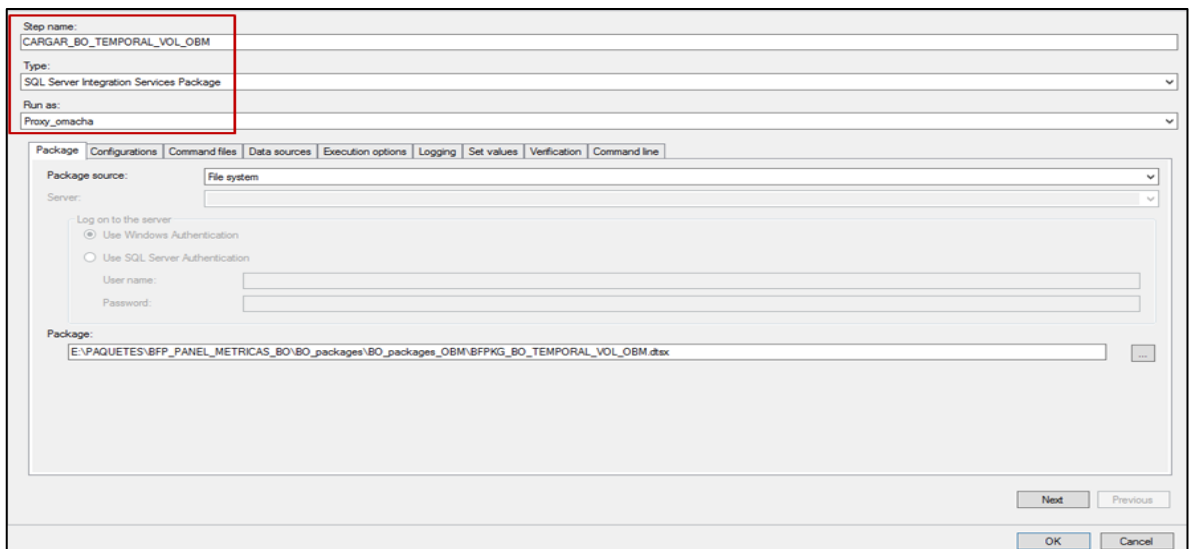 Step name:
CARGAR_BO_TEMPORAL_VOL_OBM
Type:
SQL Server Integration Services Package
Run as:
Proxy_omacha
Package Configurations Command files Data sources Execution options Logging Set values Verification Command line
Package source: File system
Server:
Log on to the server
Use Windows Authentication
Use SQL Server Authentication
User name:
Password:
Package:
E:\PAQUETES\BFP_PANEL_METRICAS_BO\BO_packages\BO_packages_OBM\BFPKG_BO_TEMPORAL_VOL_OBM.dtsx ...
Next Previous
OK Cancel